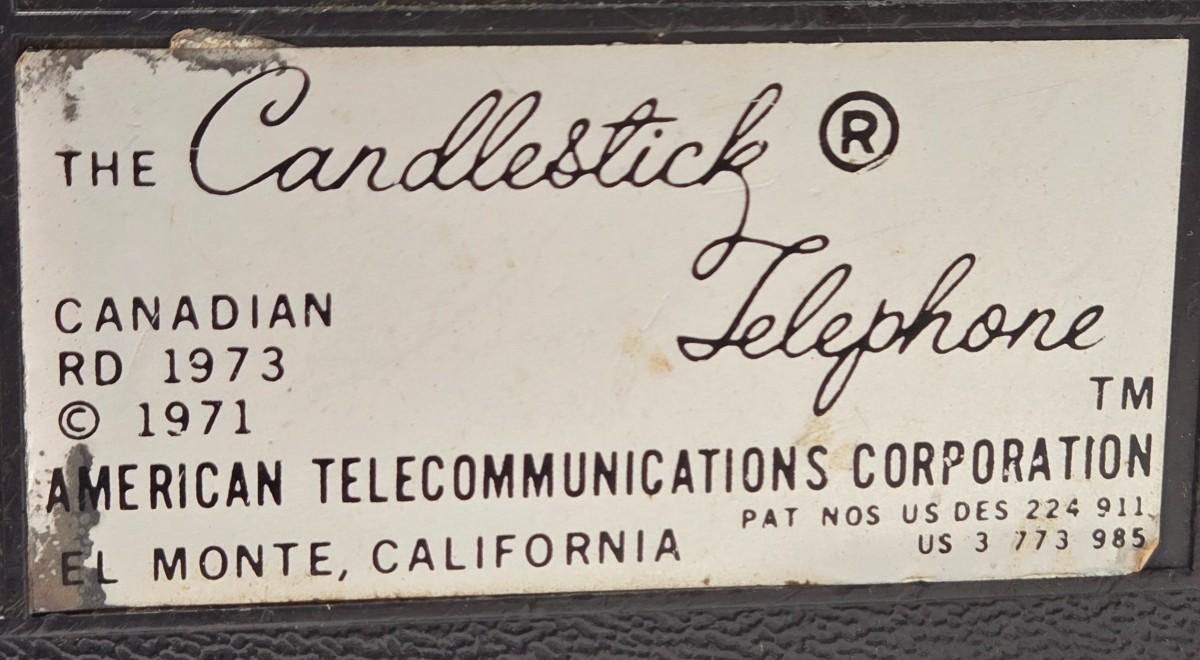 THE Candlestick ®
Telephone
TM
CANADIAN
RD 1973
© 1971
AMERICAN TELECOMMUNICATIONS CORPORATION
EL MONTE, CALIFORNIA
PAT NOS US DES 224 911
US 3 773 985